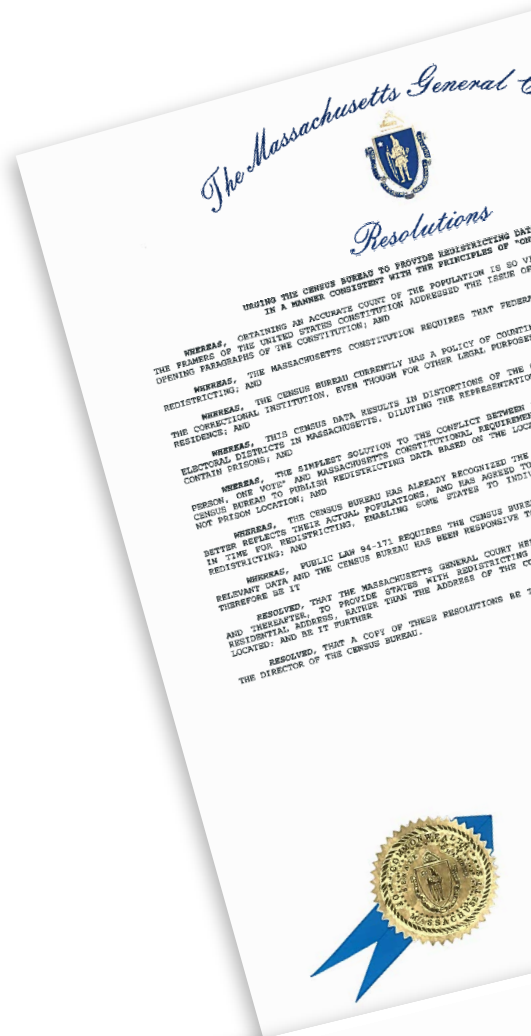 The Massachusetts General C
Resolutions
URGING THE CENSUS BUREAU TO PROVIDE REDISTRICTING DAT
IN A MANNER CONSISTENT WITH THE PRINCIPLES OF "ON
WHEREAS, OBTAINING AN ACCURATE COUNT OF THE POPULATION IS SO VI
THE FRAMERS OF THE UNITED STATES CONSTITUTION ADDRESSED THE ISSUE OF
OPENING PARAGRAPHS OF THE CONSTITUTION; AND
WHEREAS, THE MASSACHUSETTS CONSTITUTION REQUIRES THAT FEDERA
REDISTRICTING; AND
WHEREAS, THE CENSUS BUREAU CURRENTLY HAS A POLICY OF COUNTI
THE CORRECTIONAL INSTITUTION, EVEN THOUGH FOR OTHER LEGAL PURPOSES
RESIDENCE; AND
WHEREAS, THIS CENSUS DATA RESULTS IN DISTORTIONS OF THE
ELECTORAL DISTRICTS IN MASSACHUSETTS, DILUTING THE REPRESENTATION
CONTAIN PRISONS; AND
WHEREAS, THE SIMPLEST SOLUTION TO THE CONFLICT BETWEEN
PERSON, ONE VOTE" AND MASSACHUSETTS CONSTITUTIONAL REQUIREMEN
CENSUS BUREAU TO PUBLISH REDISTRICTING DATA BASED ON THE LOCA
NOT PRISON LOCATION; AND
WHEREAS, THE CENSUS BUREAU HAS ALREADY RECOGNIZED THE
BETTER REFLECTS THEIR ACTUAL POPULATIONS, AND HAS AGREED TO
IN TIME FOR REDISTRICTING, ENABLING SOME STATES TO INDIV
REDISTRICTING; AND
WHEREAS, PUBLIC LAW 94-171 REQUIRES THE CENSUS BURE
RELEVANT DATA AND THE CENSUS BUREAU HAS BEEN RESPONSIVE T
THEREFORE BE IT
RESOLVED, THAT THE MASSACHUSETTS GENERAL COURT HE
AND THEREAFTER, TO PROVIDE STATES WITH REDISTRICTING
RESIDENTIAL ADDRESS, RATHER THAN THE ADDRESS OF THE CO
LOCATED; AND BE IT FURTHER
RESOLVED, THAT A COPY OF THESE RESOLUTIONS BE T
THE DIRECTOR OF THE CENSUS BUREAU.